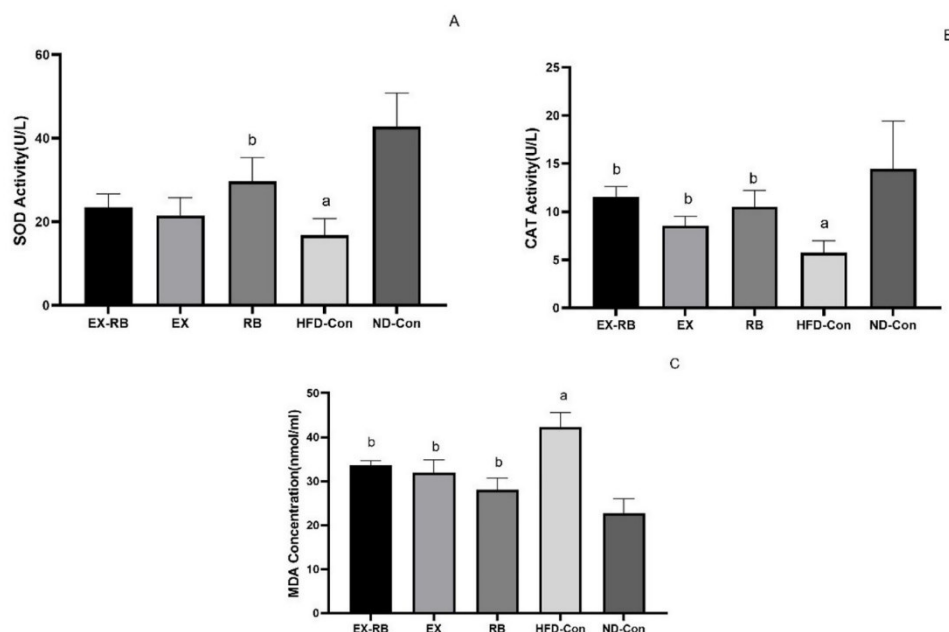 A
SOD Activity(U/L)
60
40
20
0
b
a
EX-RB EX RB HFD-Con ND-Con
CAT Activity(U/L)
25
20
15
10
5
0
b
b
b
a
EX-RB EX RB HFD-Con ND-Con
C
MDA Concentration(nmol/ml)
50
40
30
20
10
0
b
b
b
a
EX-RB EX RB HFD-Con ND-Con